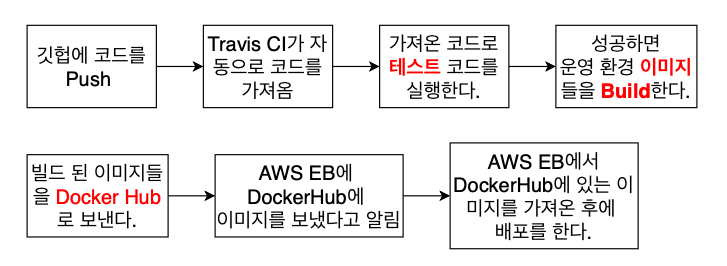 깃헙에 코드를
Push
Travis CI가 자
동으로 코드를
가져옴
가져온 코드로
테스트 코드를
실행한다.
성공하면
운영 환경 이미지
들을 Build한다.
빌드 된 이미지들
을 Docker Hub
로 보낸다.
AWS EB에
DockerHub에
이미지를 보냈다고 알림
AWS EB에서
DockerHub에 있는 이
미지를 가져온 후에
배포를 한다.